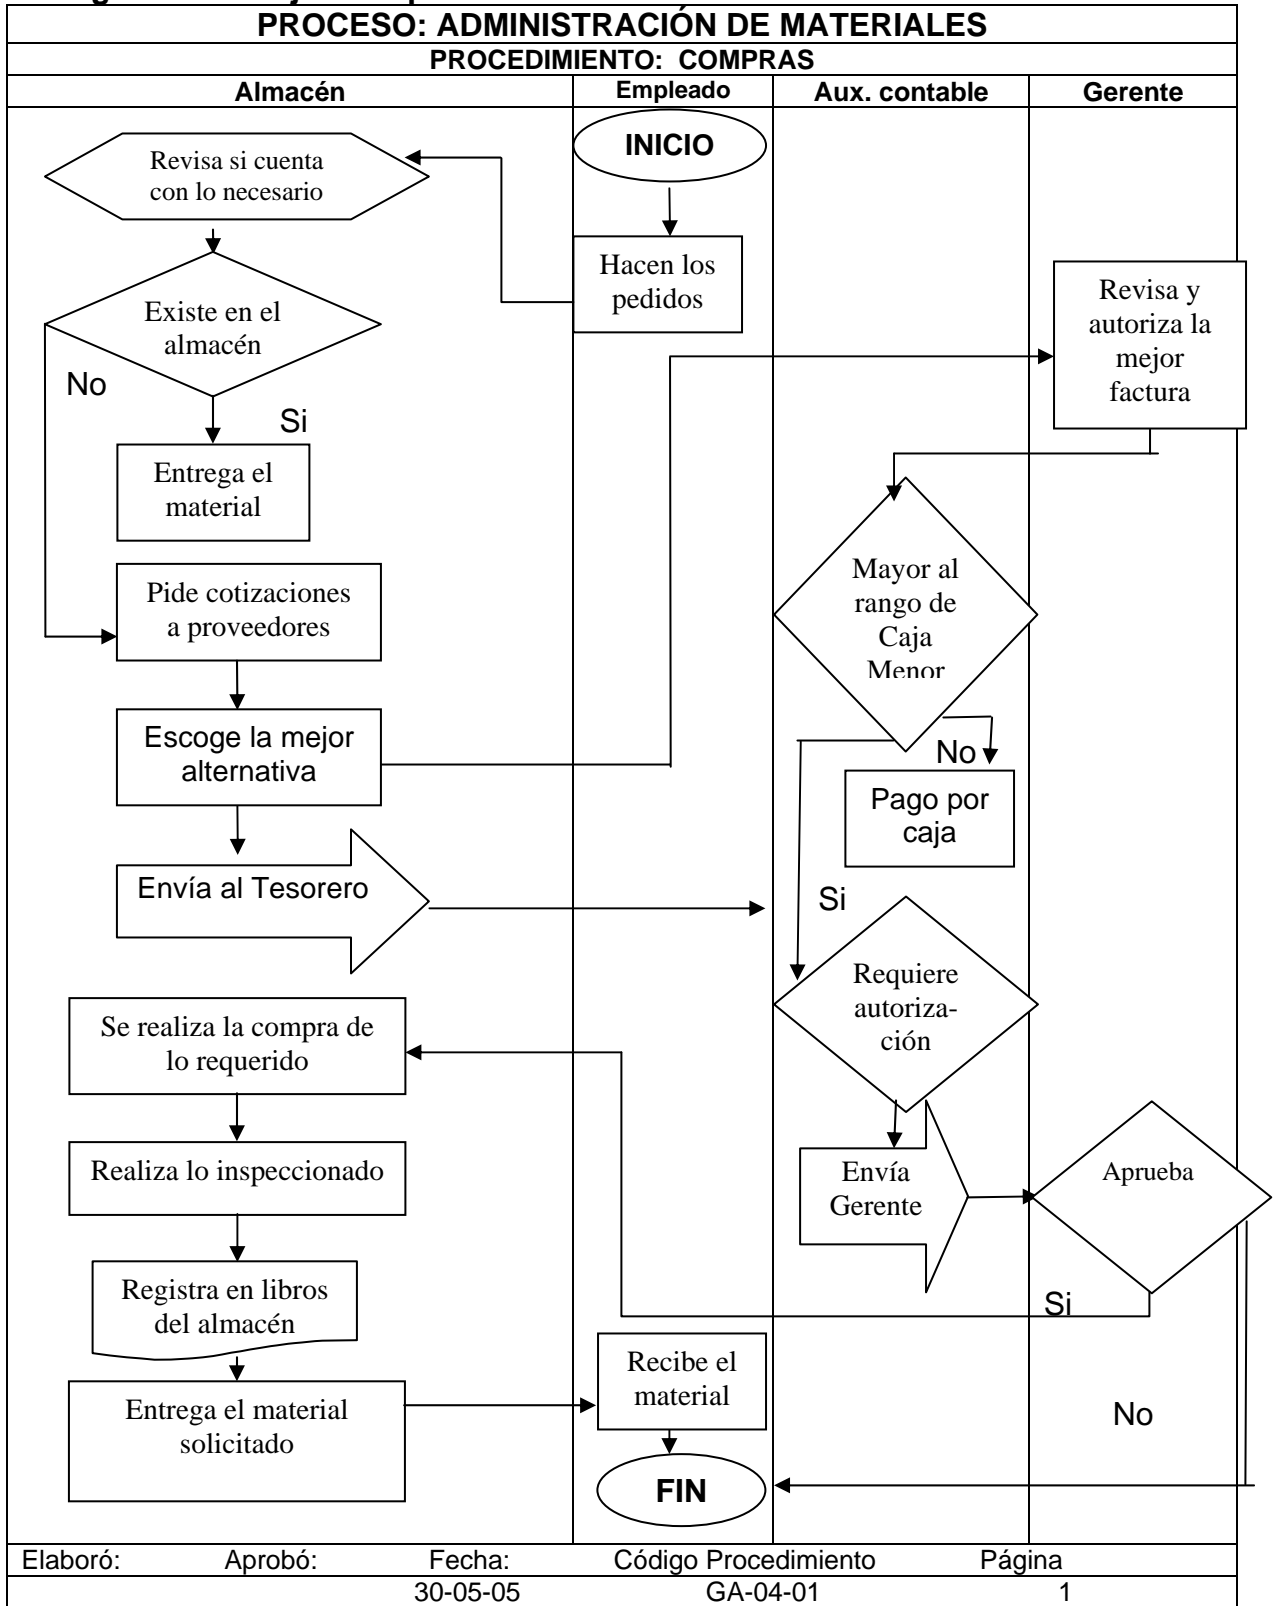 PROCESO: ADMINISTRACIÓN DE MATERIALES
PROCEDIMIENTO: COMPRAS
Almacén
Empleado
Aux. contable
Gerente
INICIO
Revisa si cuenta
con lo necesario
Hacen los
pedidos
Revisa y
autoriza la
mejor
factura
Existe en el
almacén
No
Si
Entrega el
material
Mayor al
rango de
Caja
Menor
Pide cotizaciones
a proveedores
Escoge la mejor
alternativa
No
Pago por
caja
Envía al Tesorero
Si
Requiere
autoriza-
ción
Se realiza la compra de
lo requerido
Realiza lo inspeccionado
Envía
Gerente
Aprueba
Registra en libros
del almacén
Si
Recibe el
material
Entrega el material
solicitado
No
FIN
Elaboró: Aprobó: Fecha: Código Procedimiento Página
30-05-05 GA-04-01 1